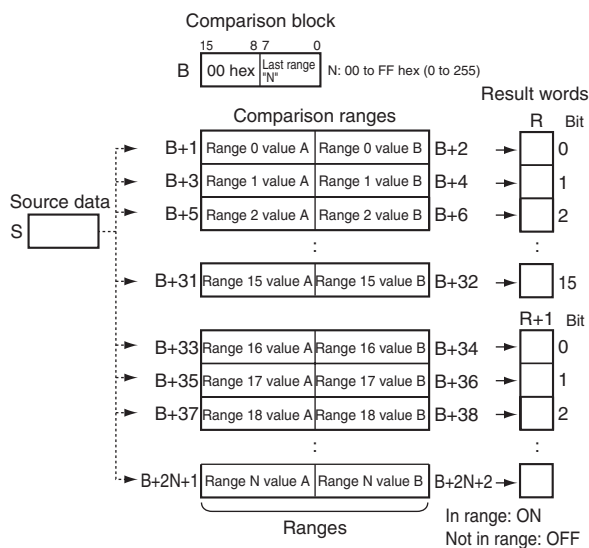 Comparison block
15 8 7 0
B 00 hex Last range "N" N: 00 to FF hex (0 to 255)
Result words
Comparison ranges R Bit
B+1 Range 0 value A Range 0 value B B+2 0
B+3 Range 1 value A Range 1 value B B+4 1
Source data
B+5 Range 2 value A Range 2 value B B+6 2
S
: :
B+31 Range 15 value A Range 15 value B B+32 15
R+1 Bit
B+33 Range 16 value A Range 16 value B B+34 0
B+35 Range 17 value A Range 17 value B B+36 1
B+37 Range 18 value A Range 18 value B B+38 2
: :
B+2N+1 Range N value A Range N value B B+2N+2
In range: ON
Ranges
Not in range: OFF